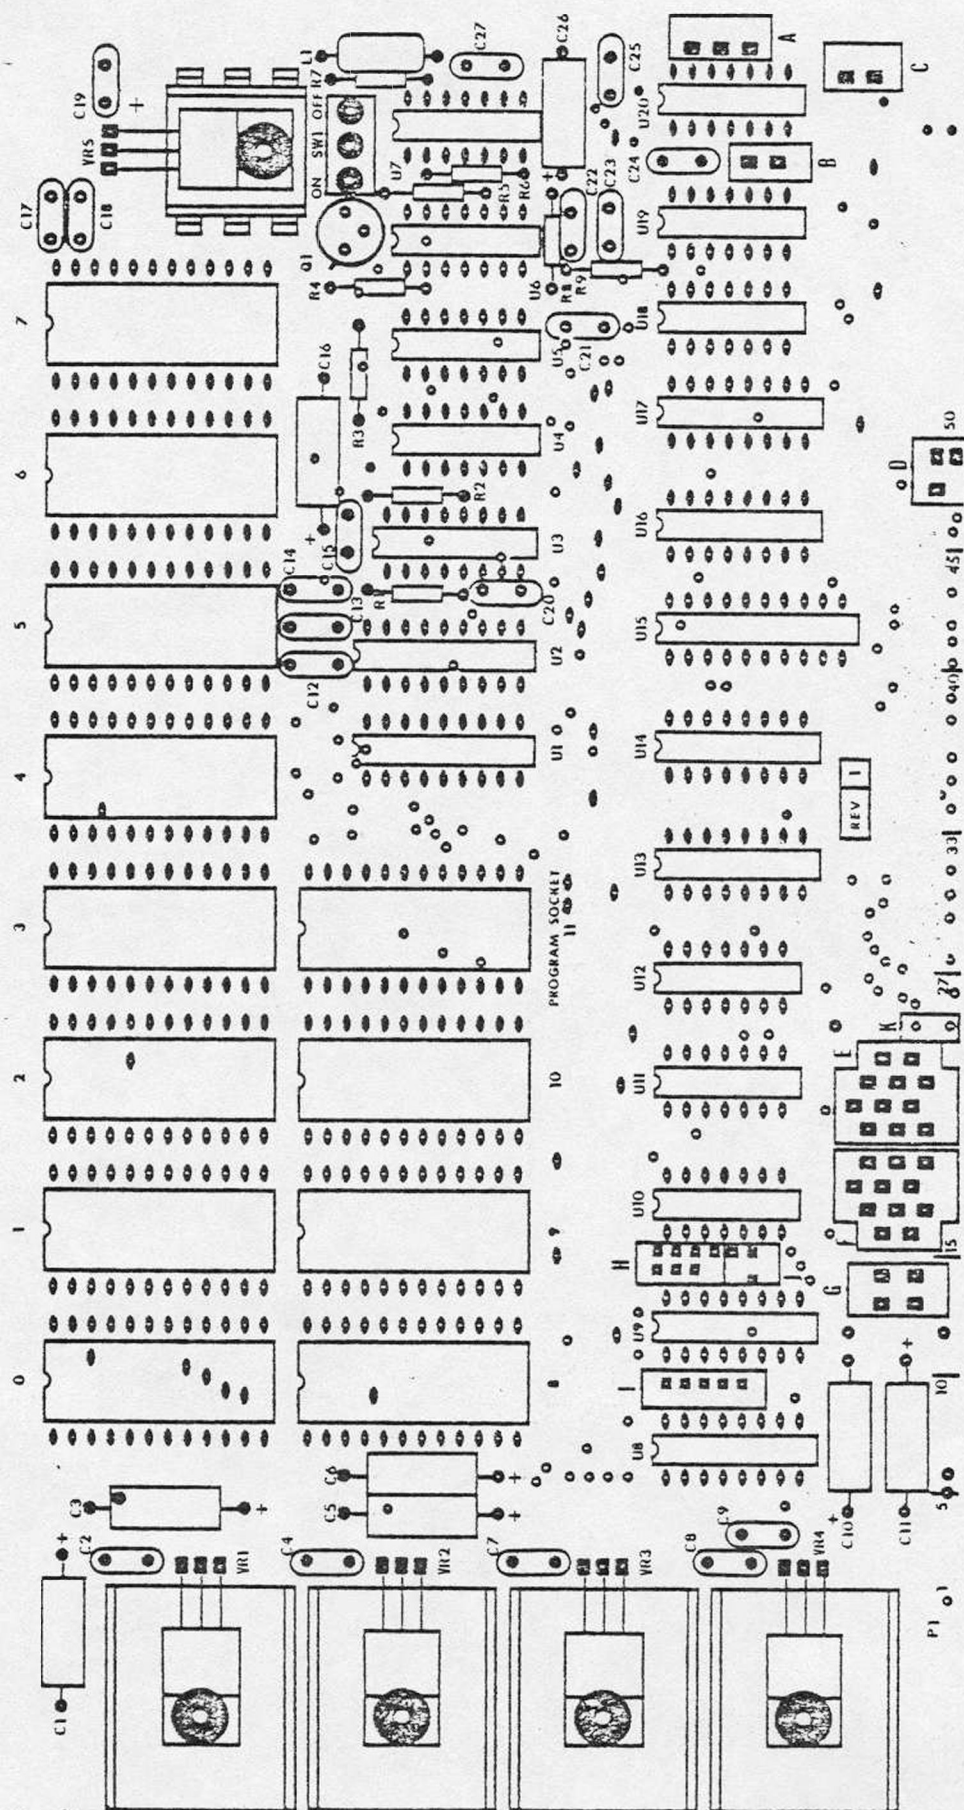 C17
C18
C19
+
VR5
L1
R7
C27
C26
C25
A
C
ON
SW1
OFF
U7
R5
R6
+
U20
C24
B
Q1
R4
U6
R8
R9
C22
C23
U19
7
U5
C21
U18
C16
R3
U4
U17
6
+
R2
U3
U16
D
50
5
C14
C15
C13
C12
R1
C20
U2
U15
45
40
4
U1
U14
REV 1
33
3
PROGRAM SOCKET
11
U13
U12
27
2
10
U11
K
E
1
9
U10
H
J
F
15
G
0
8
U9
I
U8
+
10
C3
+
C6
+
C5
+
C10
C11
5
C1
+
C2
VR1
C4
VR2
C7
VR3
C8
C9
VR4
P1
1